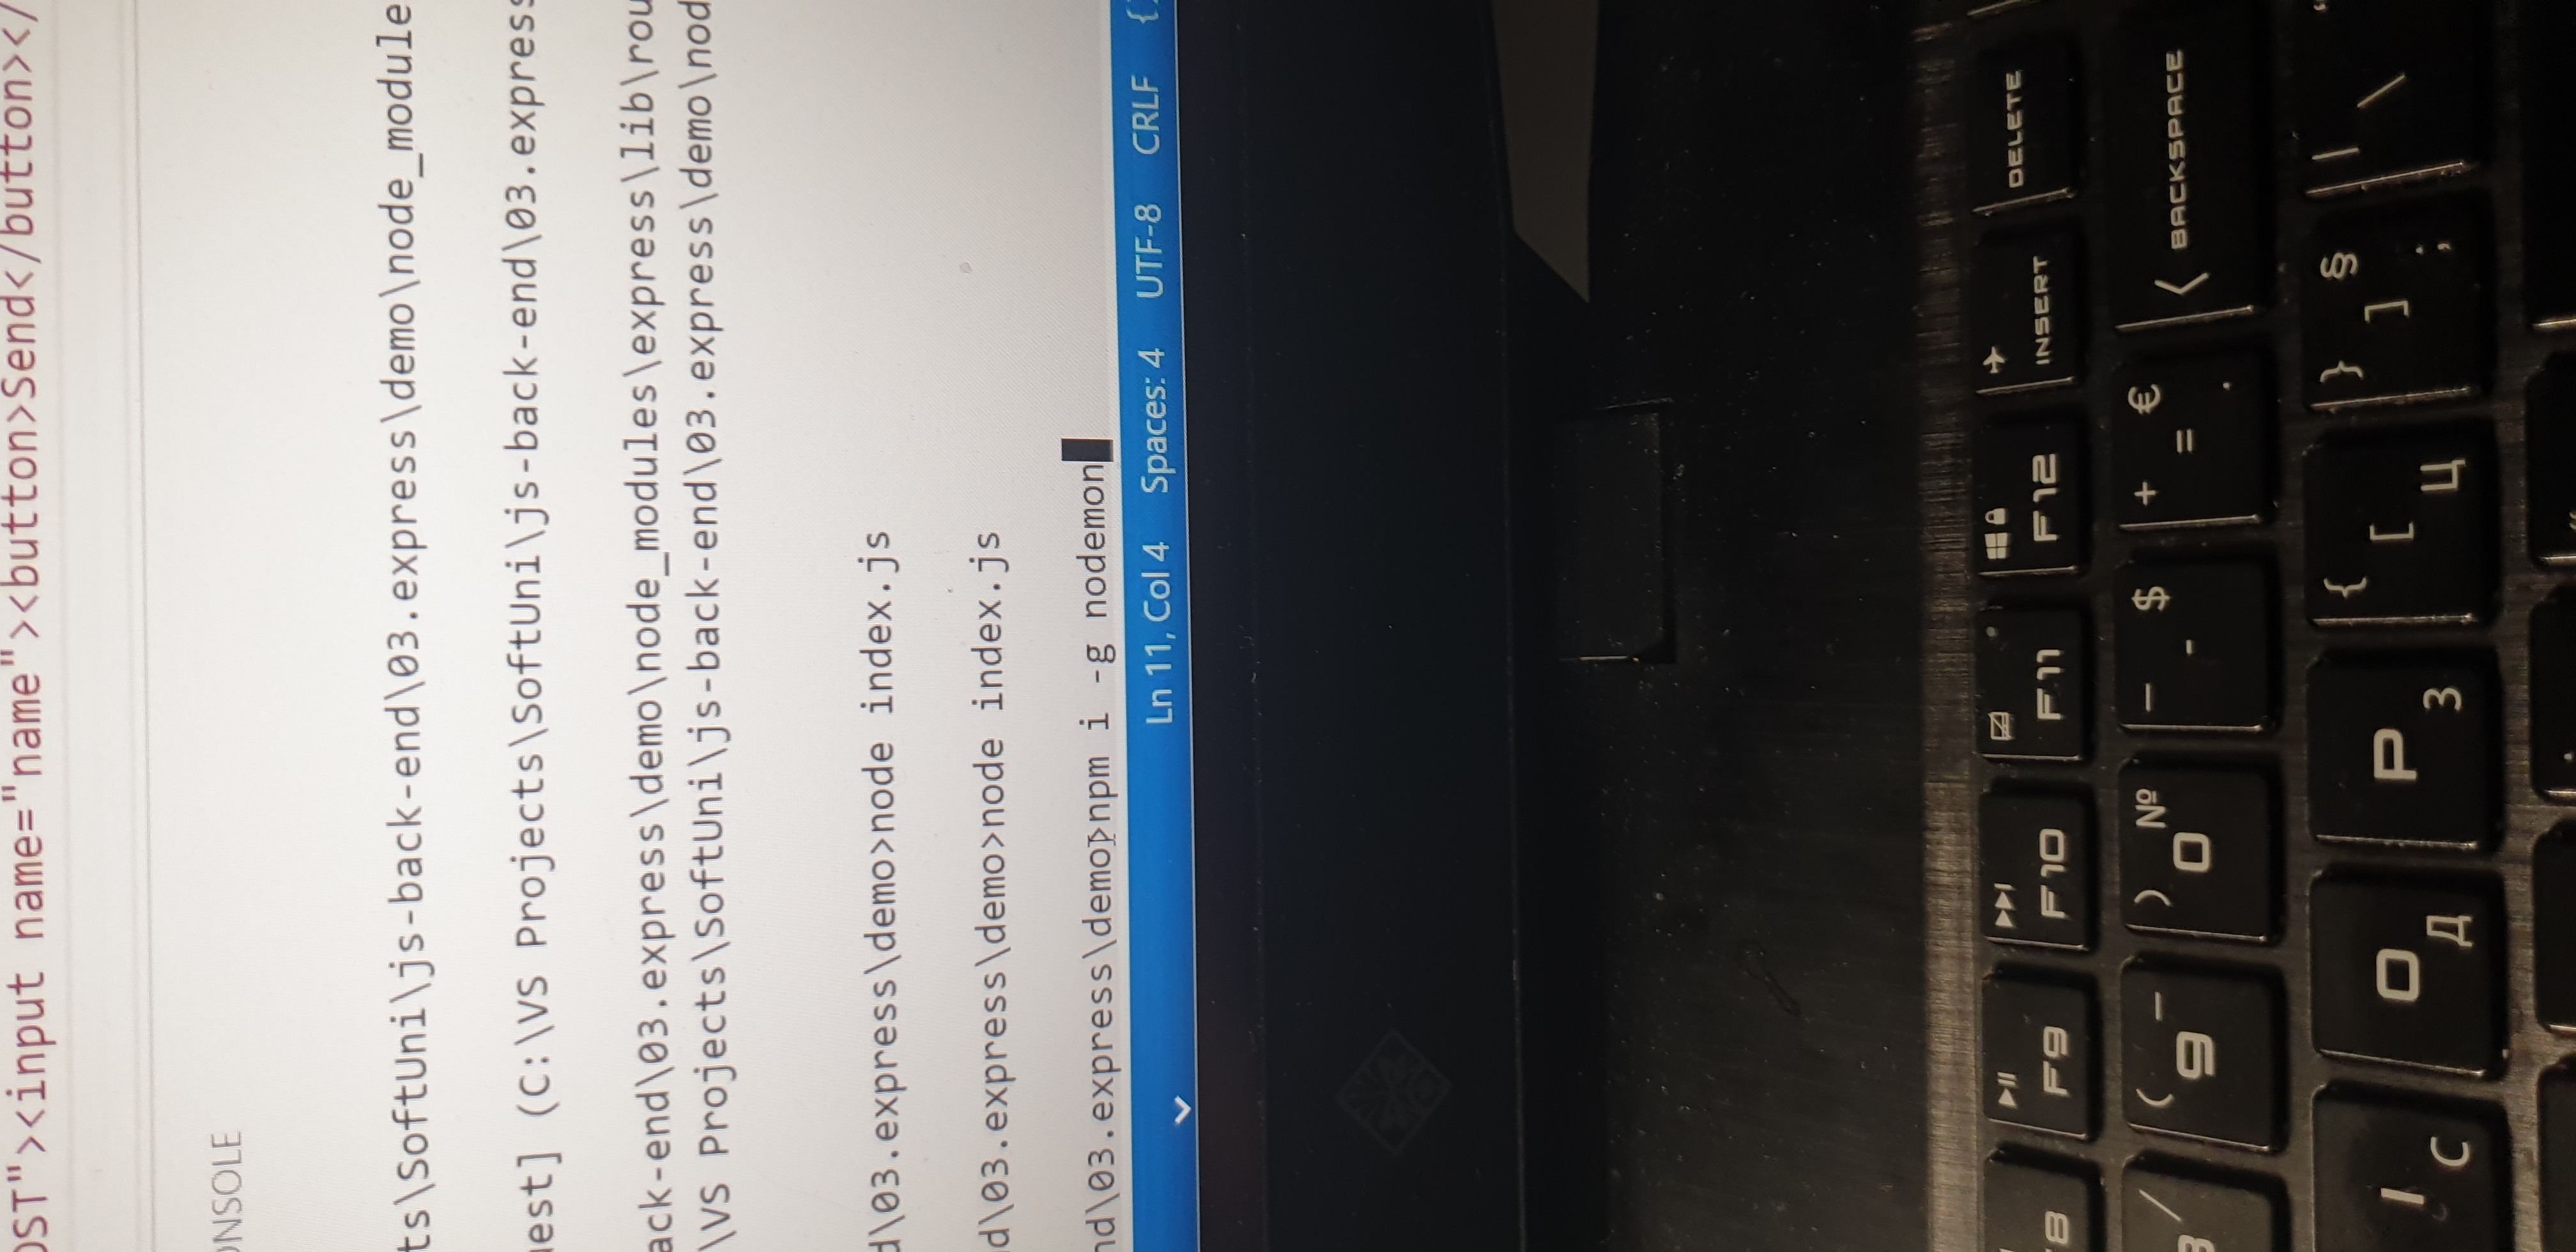 OST"><input name="name"><button>Send</button></
ONSOLE
ts\SoftUni\js-back-end\03.express\demo\node_module
uest] (C:\VS Projects\SoftUni\js-back-end\03.express
ack-end\03.express\demo\node_modules\express\lib\rou
\VS Projects\SoftUni\js-back-end\03.express\demo\nod
d\03.express\demo>node index.js
d\03.express\demo>node index.js
nd\03.express\demo>npm i -g nodemon
Ln 11, Col 4 Spaces: 4 UTF-8 CRLF {
8 F9 F10 F11 F12 INSERT DELETE
/ ( – 9 ) № 0 — $ - + € = . BACKSPACE
I С O Д P З { [ Ц } § ] ; | \